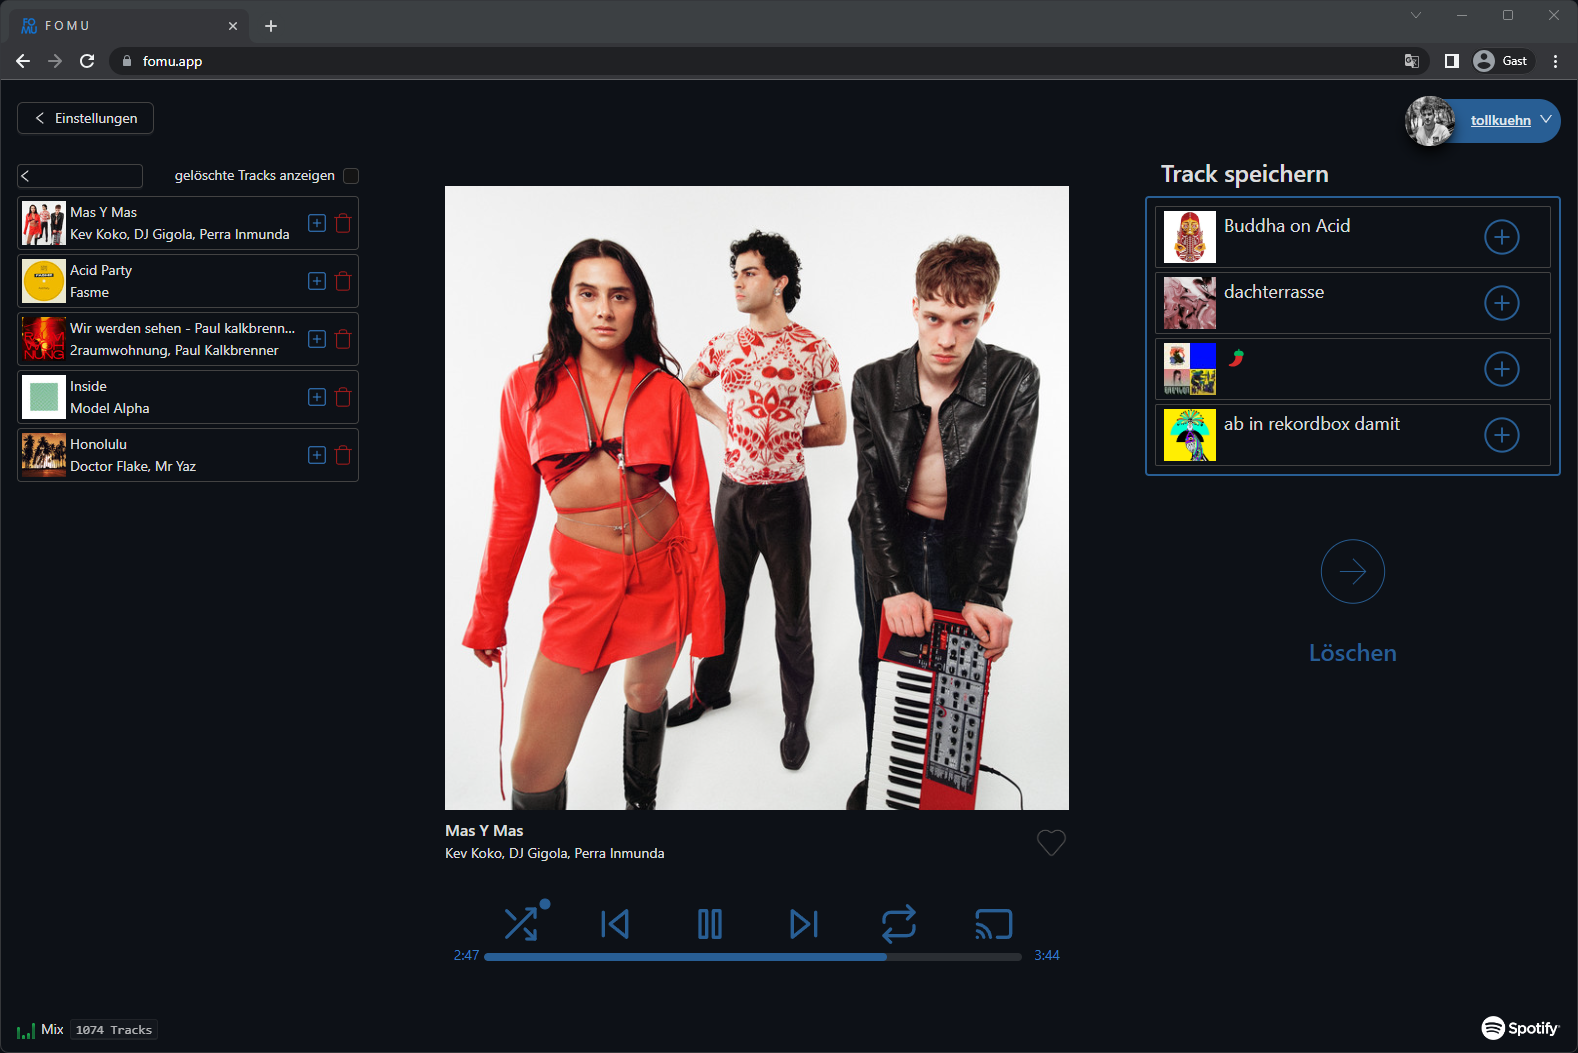 FOMU
fomu.app
Gast
Einstellungen
tollkuehn
gelöschte Tracks anzeigen
Mas Y Mas
Kev Koko, DJ Gigola, Perra Inmunda
Acid Party
Fasme
Wir werden sehen - Paul kalkbrenn...
2raumwohnung, Paul Kalkbrenner
Inside
Model Alpha
Honolulu
Doctor Flake, Mr Yaz
Mas Y Mas
Kev Koko, DJ Gigola, Perra Inmunda
2:47
3:44
Track speichern
Buddha on Acid
dachterrasse
🌶️
ab in rekordbox damit
Löschen
Mix 1074 Tracks
Spotify